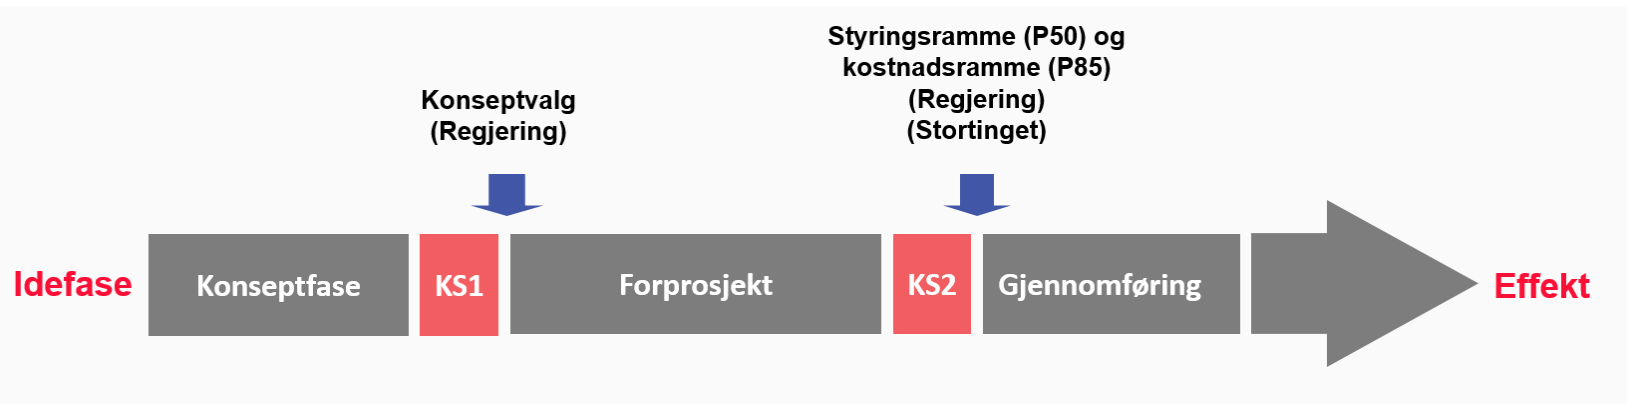 Styringsramme (P50) og
kostnadsramme (P85)
(Regjering)
(Stortinget)
Konseptvalg
(Regjering)
Idefase
Konseptfase
KS1
Forprosjekt
KS2
Gjennomføring
Effekt